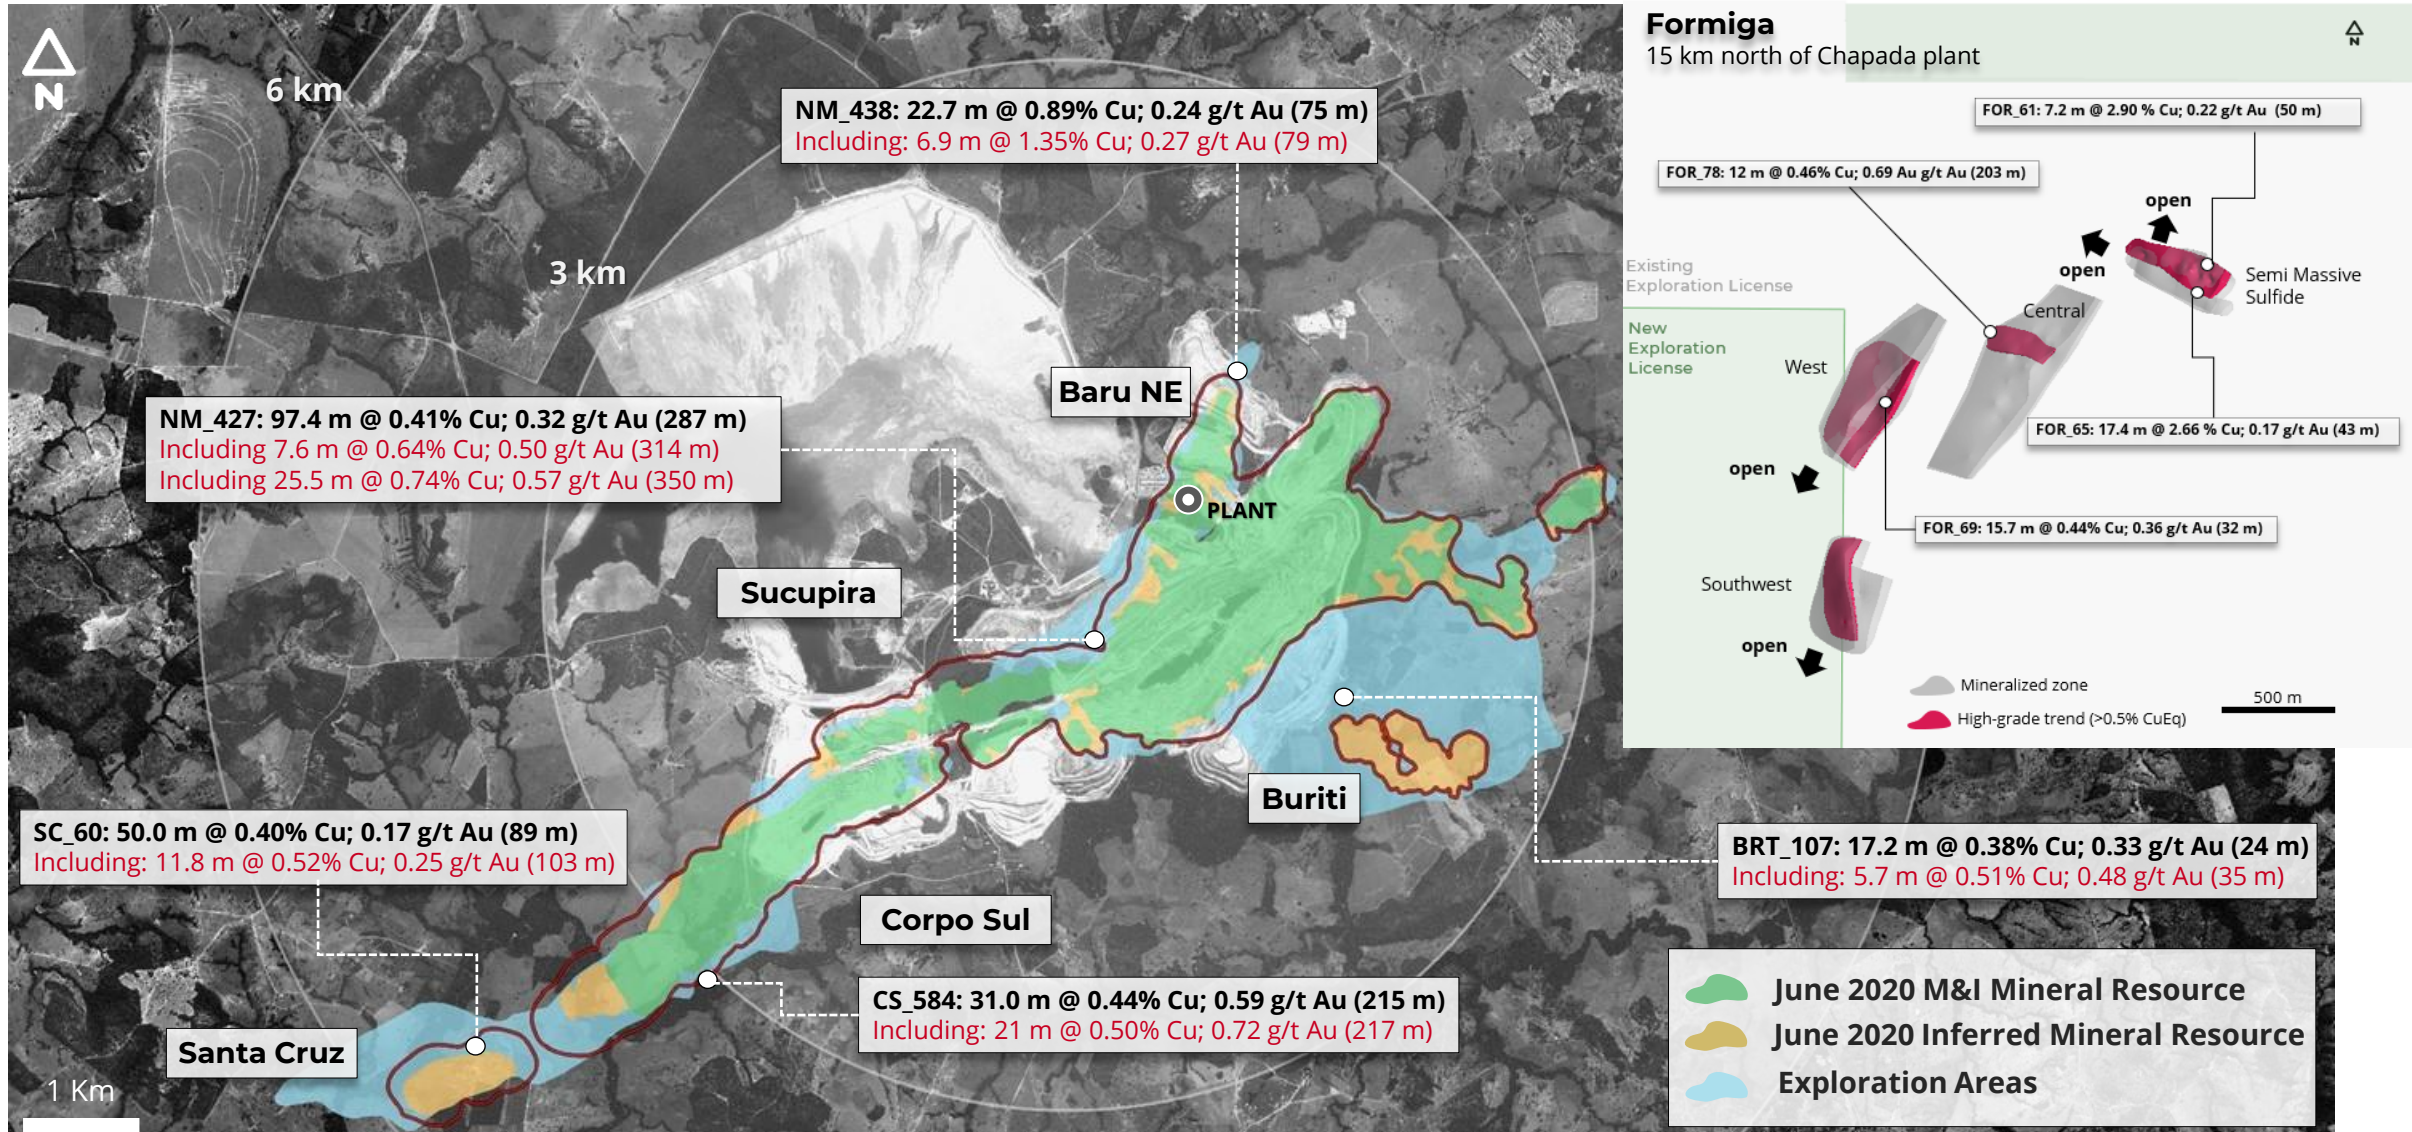 N
6 km
3 km
NM_438: 22.7 m @ 0.89% Cu; 0.24 g/t Au (75 m)
Including: 6.9 m @ 1.35% Cu; 0.27 g/t Au (79 m)
Baru NE
NM_427: 97.4 m @ 0.41% Cu; 0.32 g/t Au (287 m)
Including 7.6 m @ 0.64% Cu; 0.50 g/t Au (314 m)
Including 25.5 m @ 0.74% Cu; 0.57 g/t Au (350 m)
PLANT
Sucupira
Buriti
SC_60: 50.0 m @ 0.40% Cu; 0.17 g/t Au (89 m)
Including: 11.8 m @ 0.52% Cu; 0.25 g/t Au (103 m)
BRT_107: 17.2 m @ 0.38% Cu; 0.33 g/t Au (24 m)
Including: 5.7 m @ 0.51% Cu; 0.48 g/t Au (35 m)
Corpo Sul
CS_584: 31.0 m @ 0.44% Cu; 0.59 g/t Au (215 m)
Including: 21 m @ 0.50% Cu; 0.72 g/t Au (217 m)
Santa Cruz
1 Km
June 2020 M&I Mineral Resource
June 2020 Inferred Mineral Resource
Exploration Areas
Formiga
15 km north of Chapada plant
N
FOR_61: 7.2 m @ 2.90 % Cu; 0.22 g/t Au (50 m)
FOR_78: 12 m @ 0.46% Cu; 0.69 Au g/t Au (203 m)
open
open
Existing
Exploration License
Semi Massive
Sulfide
Central
New
Exploration
License
West
FOR_65: 17.4 m @ 2.66 % Cu; 0.17 g/t Au (43 m)
open
FOR_69: 15.7 m @ 0.44% Cu; 0.36 g/t Au (32 m)
Southwest
open
Mineralized zone
High-grade trend (>0.5% CuEq)
500 m